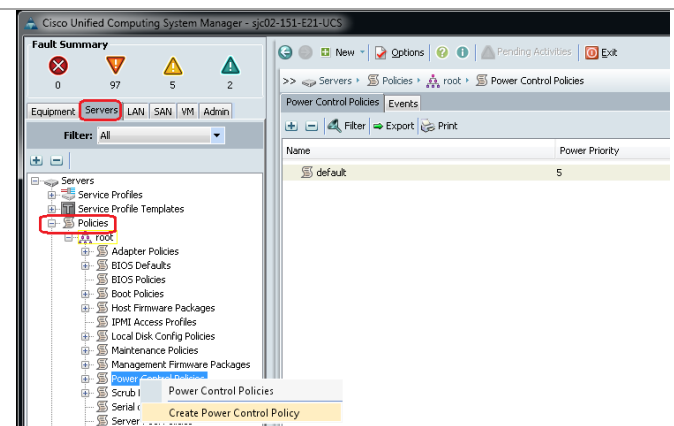 Cisco Unified Computing System Manager - sjc02-151-E21-UCS
Fault Summary
0 97 5 2
New Options Pending Activities Exit
>> Servers Policies root Power Control Policies
Equipment Servers LAN SAN VM Admin
Power Control Policies Events
Filter: All
Filter Export Print
Name Power Priority
default 5
Servers
Service Profiles
Service Profile Templates
Policies
root
Adapter Policies
BIOS Defaults
BIOS Policies
Boot Policies
Host Firmware Packages
IPMI Access Profiles
Local Disk Config Policies
Maintenance Policies
Management Firmware Packages
Power Control Policies
Scrub
Power Control Policies
Serial
Create Power Control Policy
Server